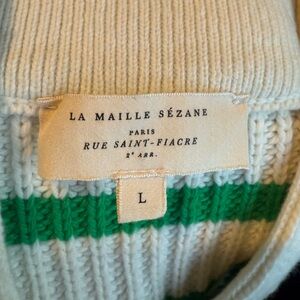 LA MAILLE SÉZANE
PARIS
RUE SAINT-FIACRE
2ᵉ ARR.
L